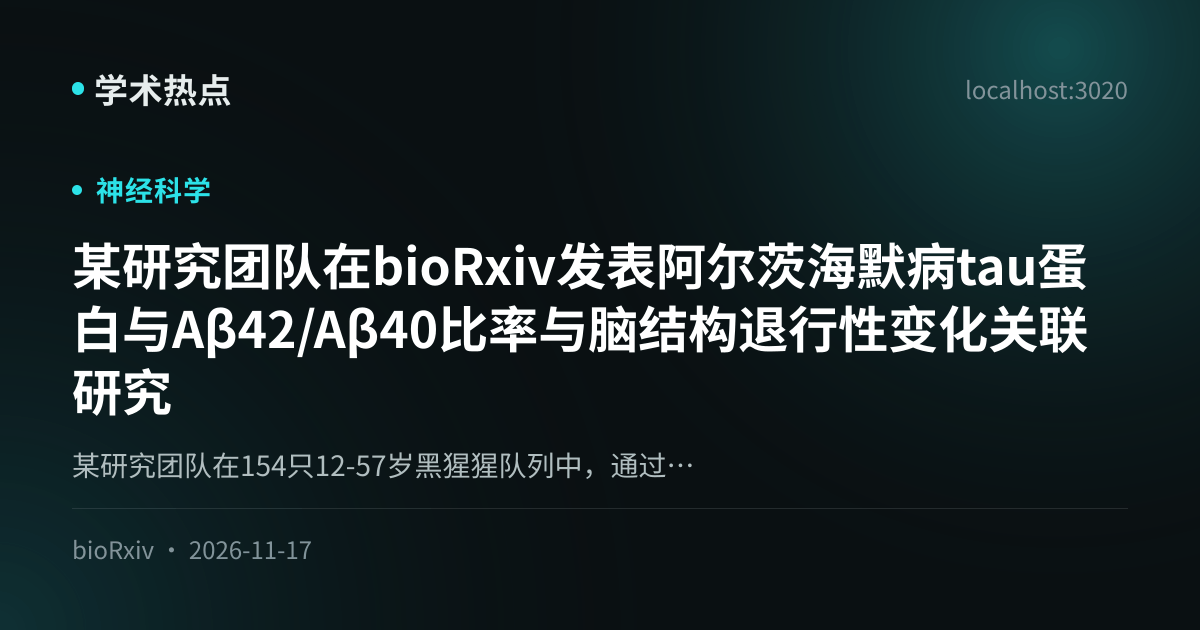 学术热点
localhost:3020
神经科学
某研究团队在bioRxiv发表阿尔茨海默病tau蛋
白与Aβ42/Aβ40比率与脑结构退行性变化关联
研究
某研究团队在154只12-57岁黑猩猩队列中，通过…
bioRxiv · 2026-11-17